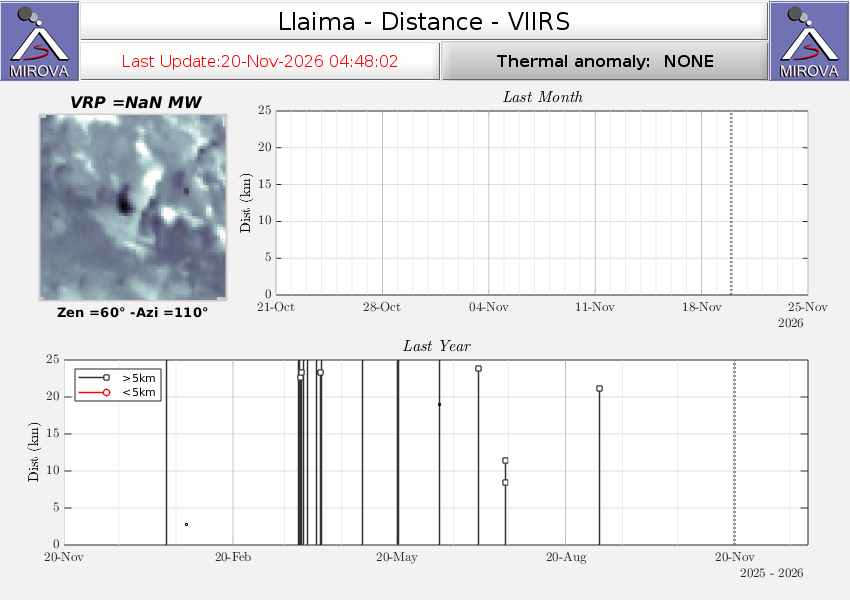 Llaima - Distance - VIIRS
MIROVA
Last Update:20-Nov-2026 04:48:02
Thermal anomaly:  NONE
MIROVA
VRP =NaN MW
Zen =60° -Azi =110°
Last Month
Dist (km)
25
20
15
10
5
0
21-Oct
28-Oct
04-Nov
11-Nov
18-Nov
25-Nov
2026
Last Year
Dist (km)
25
20
15
10
5
0
>5km
<5km
20-Nov
20-Feb
20-May
20-Aug
20-Nov
2025 - 2026